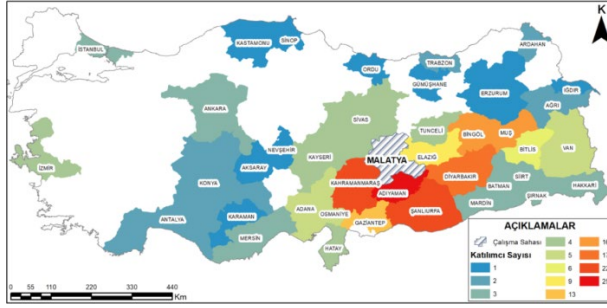 K
İSTANBUL
KASTAMONU
SİNOP
ORDU
TRABZON
GÜMÜŞHANE
ARDAHAN
ERZURUM
IĞDIR
AĞRI
ANKARA
SİVAS
TUNCELİ
BİNGÖL
MUŞ
BİTLİS
VAN
İZMİR
NEVŞEHİR
AKSARAY
KAYSERİ
MALATYA
ELAZIĞ
KONYA
KAHRAMANMARAŞ
ADIYAMAN
DİYARBAKIR
BATMAN
SİİRT
ŞIRNAK
HAKKARİ
MARDİN
ŞANLIURFA
ANTALYA
KARAMAN
MERSİN
ADANA
OSMANİYE
GAZİANTEP
HATAY
AÇIKLAMALAR
Çalışma Sahası
Katılımcı Sayısı
1
2
3
4
5
6
9
13
0 55 110 220 330 440
Km